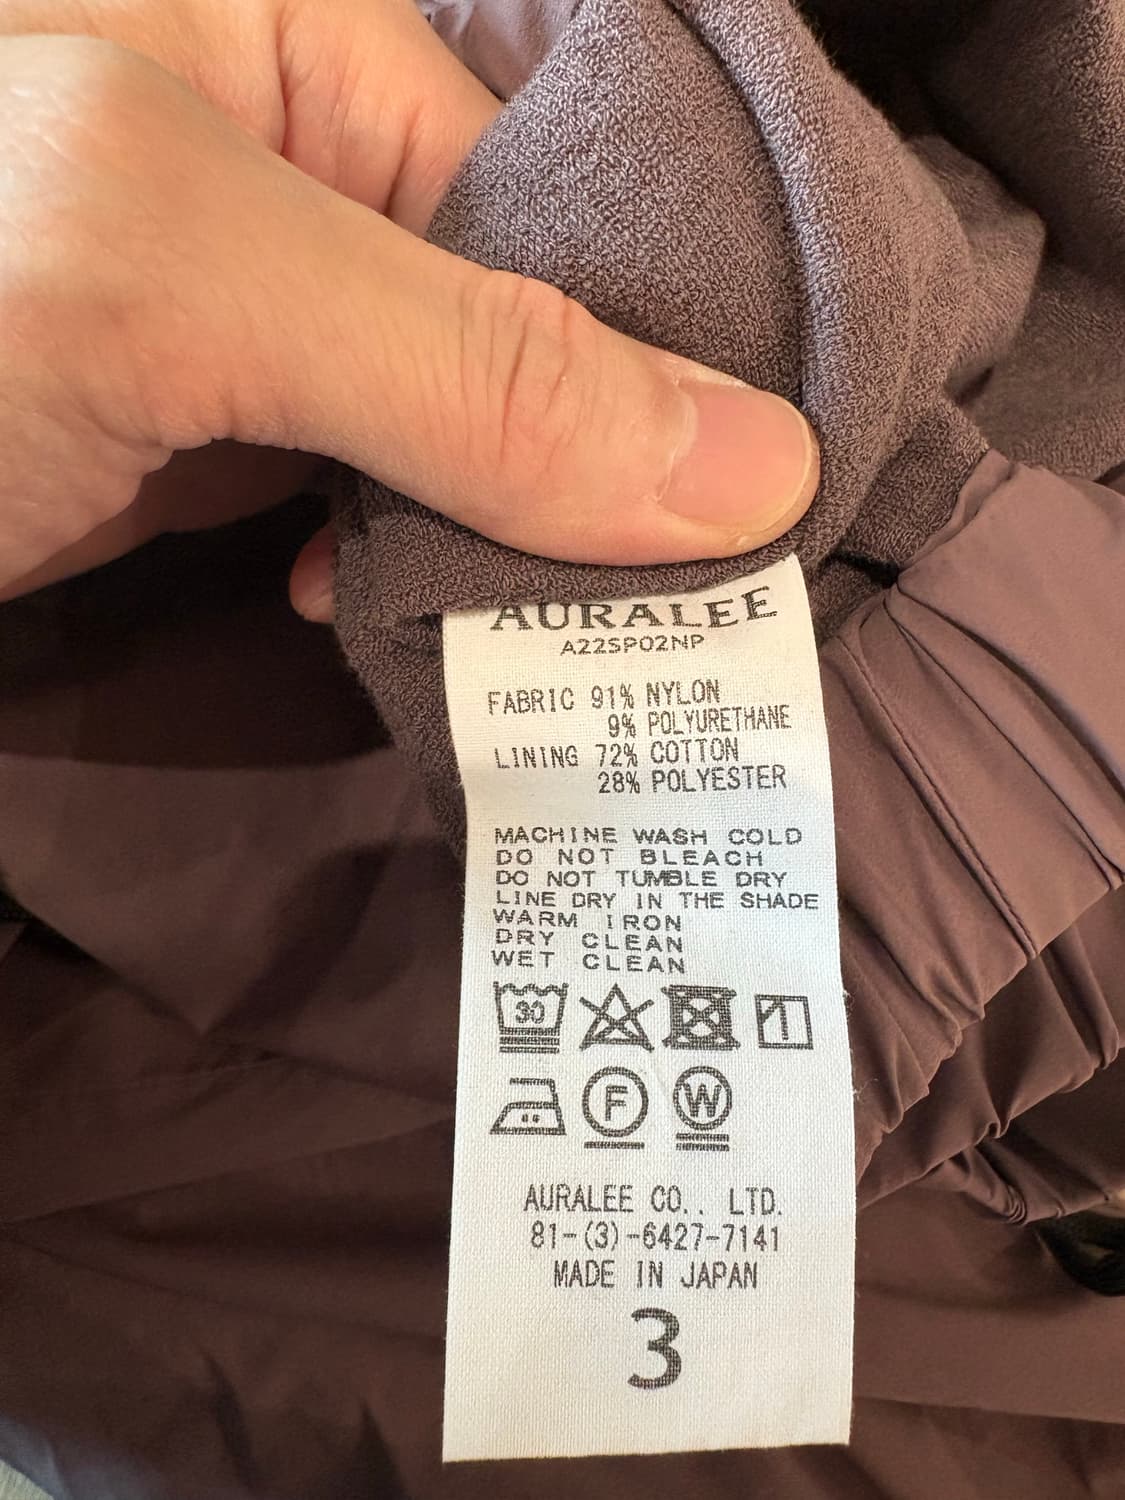 AURALEE
A22SP02NP
FABRIC 91% NYLON
9% POLYURETHANE
LINING 72% COTTON
28% POLYESTER
MACHINE WASH COLD
DO NOT BLEACH
DO NOT TUMBLE DRY
LINE DRY IN THE SHADE
WARM IRON
DRY CLEAN
WET CLEAN
30
F W
AURALEE CO., LTD.
81-(3)-6427-7141
MADE IN JAPAN
3